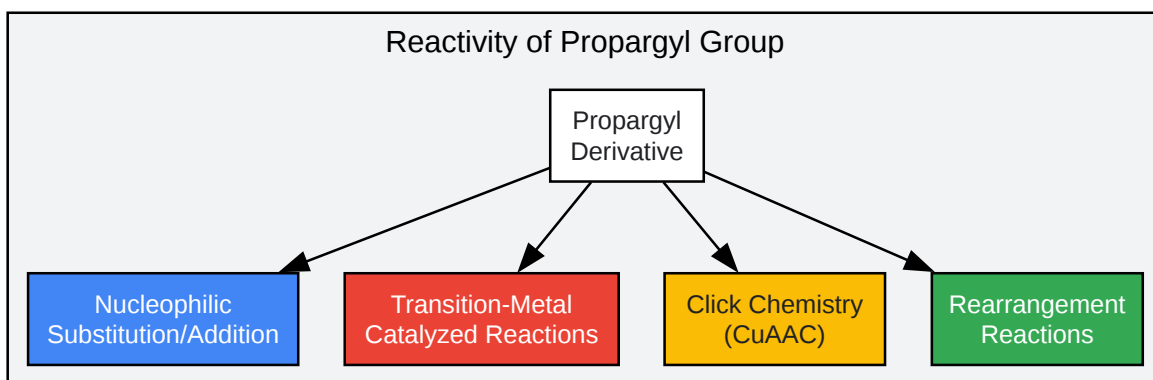 Reactivity of Propargyl Group
Propargyl
Derivative
Nucleophilic
Substitution/Addition
Transition-Metal
Catalyzed Reactions
Click Chemistry
(CuAAC)
Rearrangement
Reactions